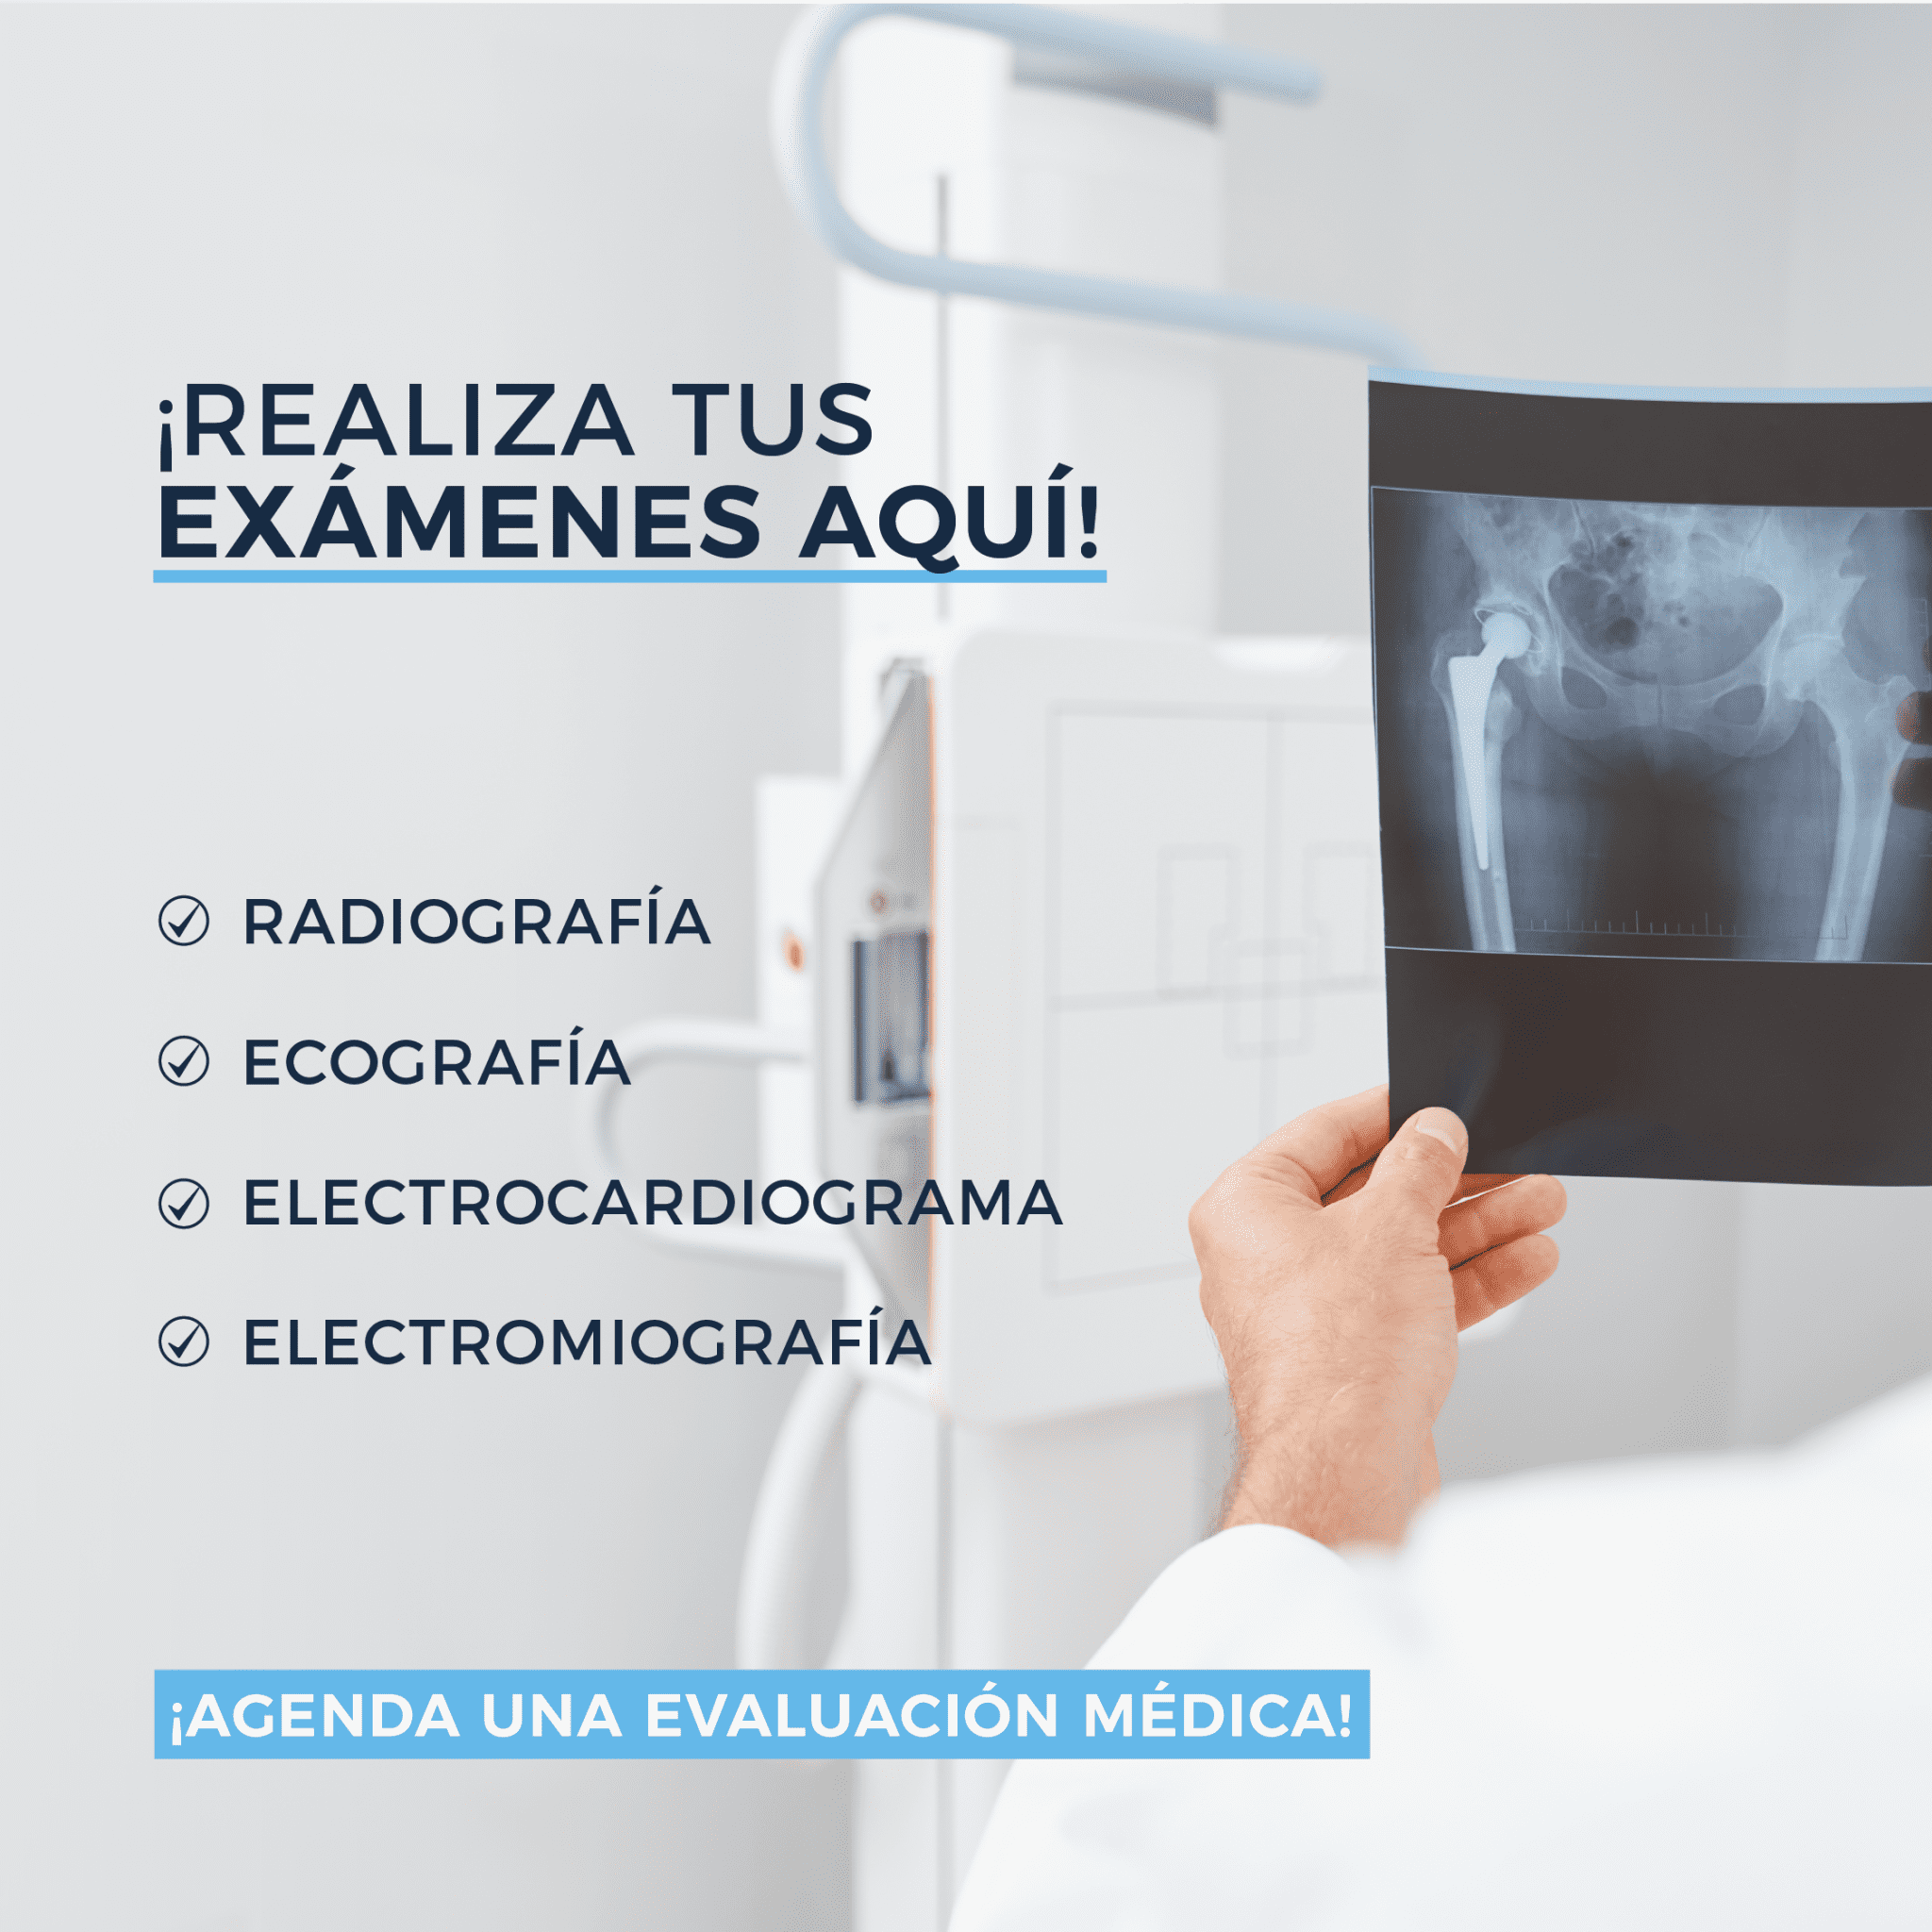 ¡REALIZA TUS
EXÁMENES AQUÍ!
RADIOGRAFÍA
ECOGRAFÍA
ELECTROCARDIOGRAMA
ELECTROMIOGRAFÍA
¡AGENDA UNA EVALUACIÓN MÉDICA!